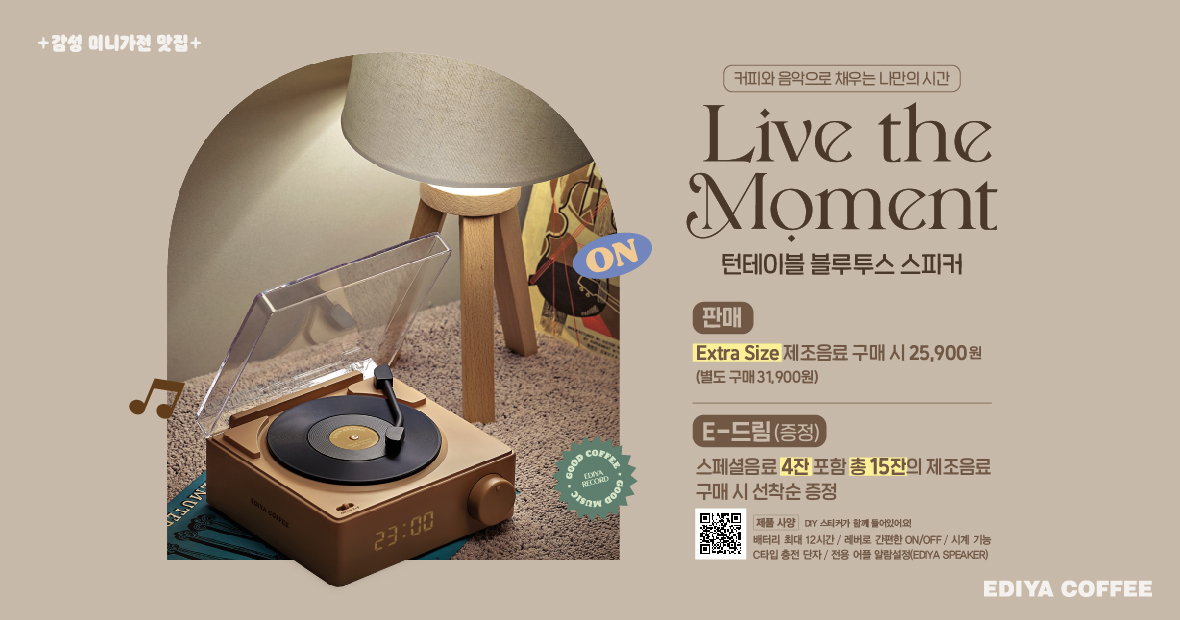 +감성 미니가전 맛집+
커피와 음악으로 채우는 나만의 시간
Live the
Moment
턴테이블 블루투스 스피커
ON
판매
Extra Size 제조음료 구매 시 25,900원
(별도 구매 31,900원)
E-드림(증정)
스페셜음료 4잔 포함 총 15잔의 제조음료
구매 시 선착순 증정
제품 사양 DIY 스티커가 함께 들어있어요!
배터리 최대 12시간 / 레버로 간편한 ON/OFF / 시계 기능
C타입 충전 단자 / 전용 어플 알람설정(EDIYA SPEAKER)
GOOD COFFEE
EDIYA
RECORD
GOOD MUSIC
23:00
EDIYA COFFEE